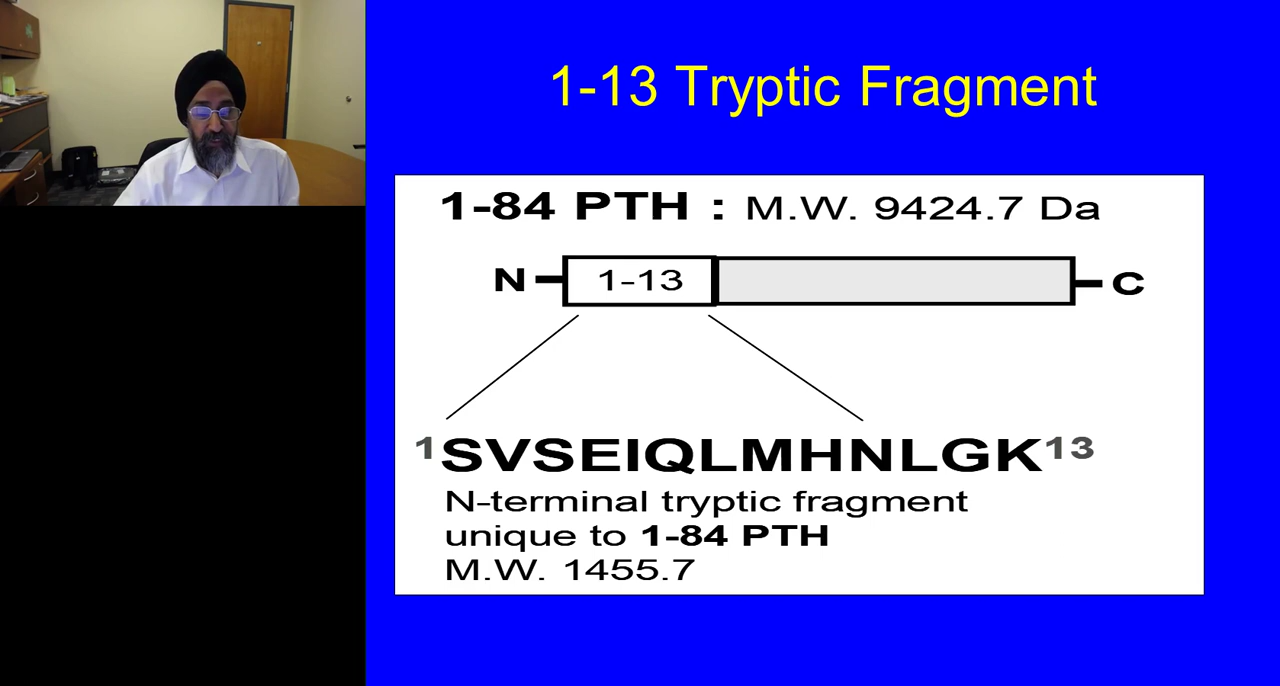 1-13 Tryptic Fragment
1-84 PTH : M.W. 9424.7 Da
N 1-13 C
1SVSEIQLMHNLGK13
N-terminal tryptic fragment
unique to 1-84 PTH
M.W. 1455.7